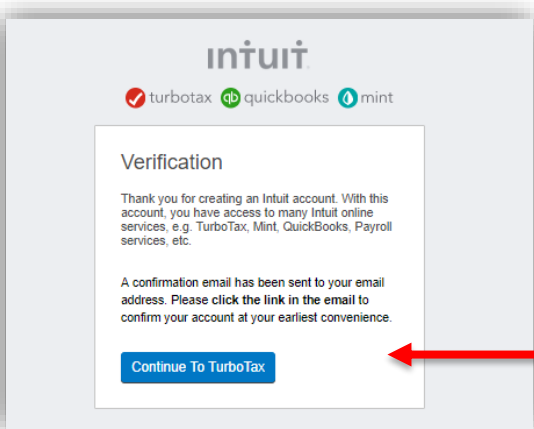 intuit
turbotax qb quickbooks mint
Verification
Thank you for creating an Intuit account. With this
account, you have access to many Intuit online
services, e.g. TurboTax, Mint, QuickBooks, Payroll
services, etc.
A confirmation email has been sent to your email
address. Please click the link in the email to
confirm your account at your earliest convenience.
Continue To TurboTax